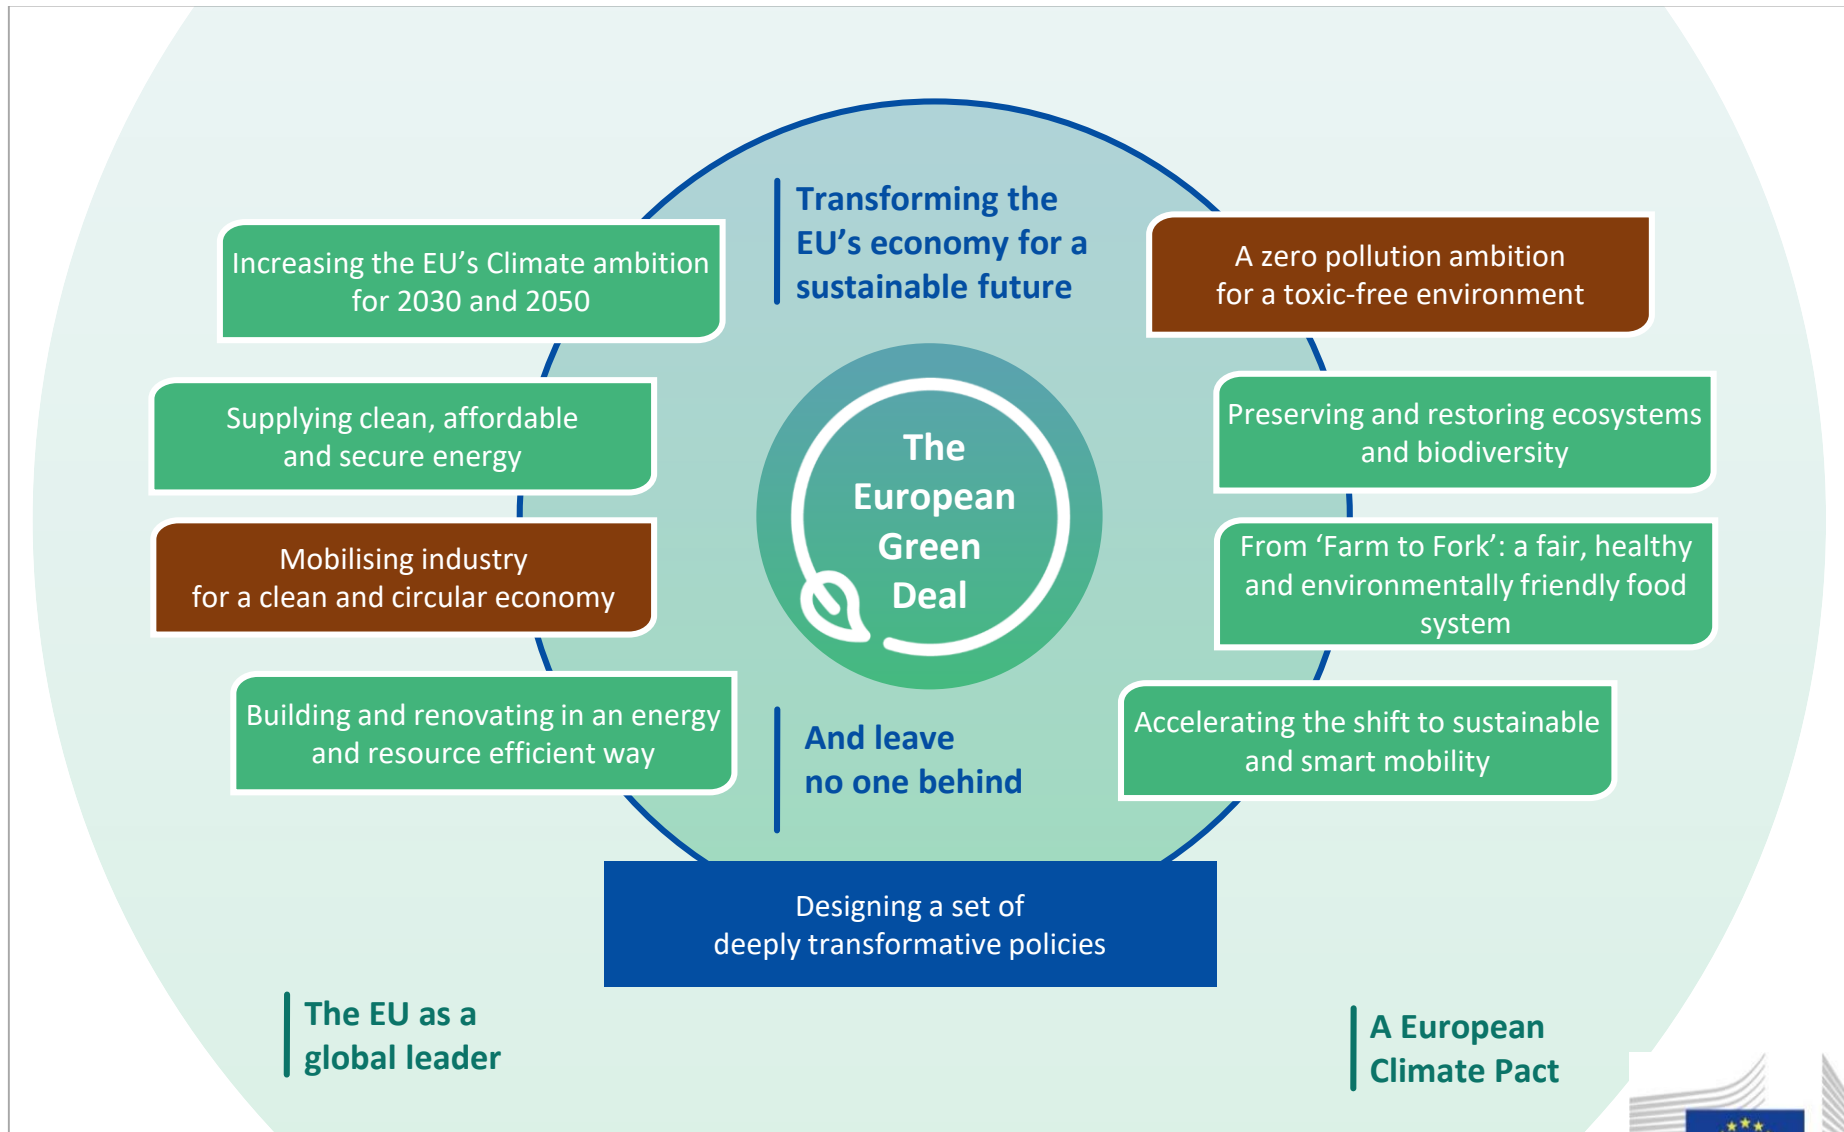 Transforming the
EU’s economy for a
sustainable future
Increasing the EU’s Climate ambition
for 2030 and 2050
Supplying clean, affordable
and secure energy
Mobilising industry
for a clean and circular economy
Building and renovating in an energy
and resource efficient way
The
European
Green
Deal
A zero pollution ambition
for a toxic-free environment
Preserving and restoring ecosystems
and biodiversity
From ‘Farm to Fork’: a fair, healthy
and environmentally friendly food
system
Accelerating the shift to sustainable
and smart mobility
And leave
no one behind
Designing a set of
deeply transformative policies
The EU as a
global leader
A European
Climate Pact